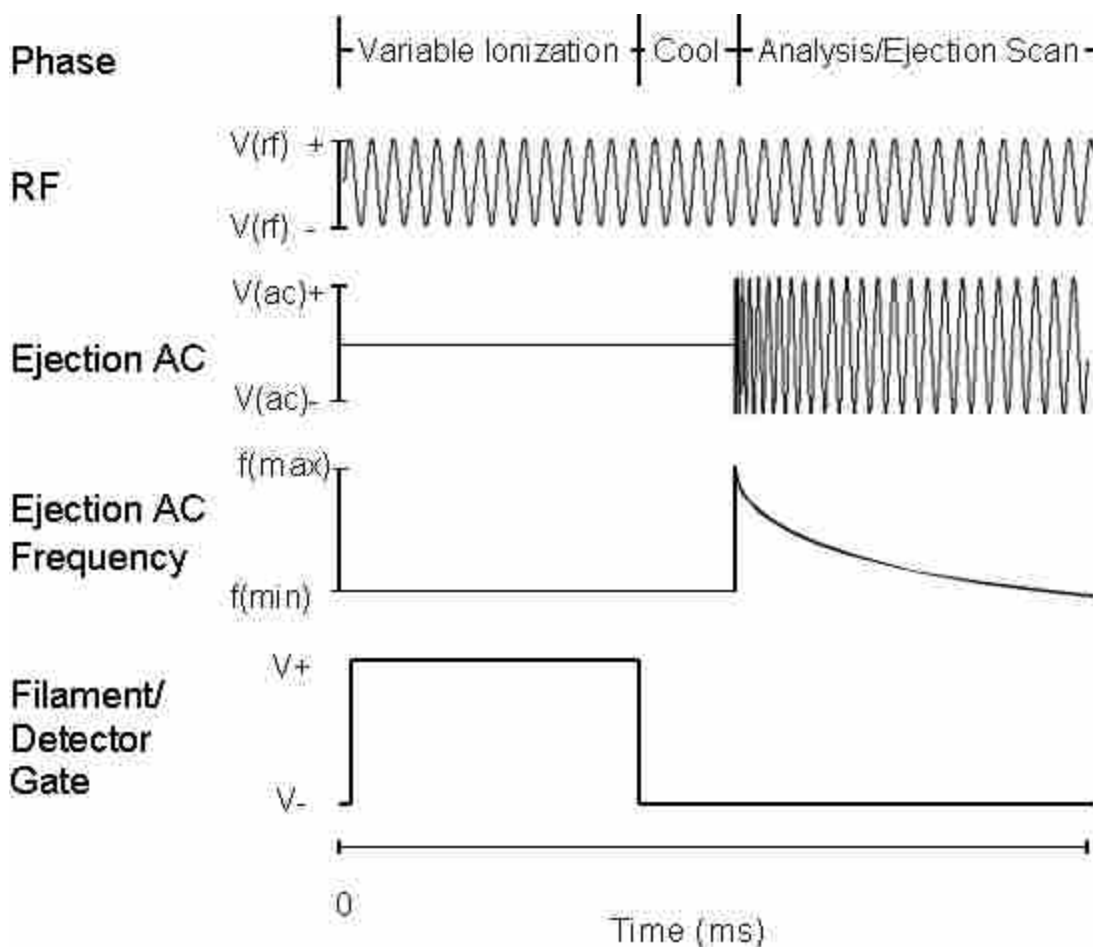 Phase
Variable Ionization
Cool
Analysis/Ejection Scan
RF
V(rf) +
V(rf) -
Ejection AC
V(ac)+
V(ac)-
Ejection AC
Frequency
f(max)
f(min)
Filament/
Detector
Gate
V+
V-
0
Time (ms)